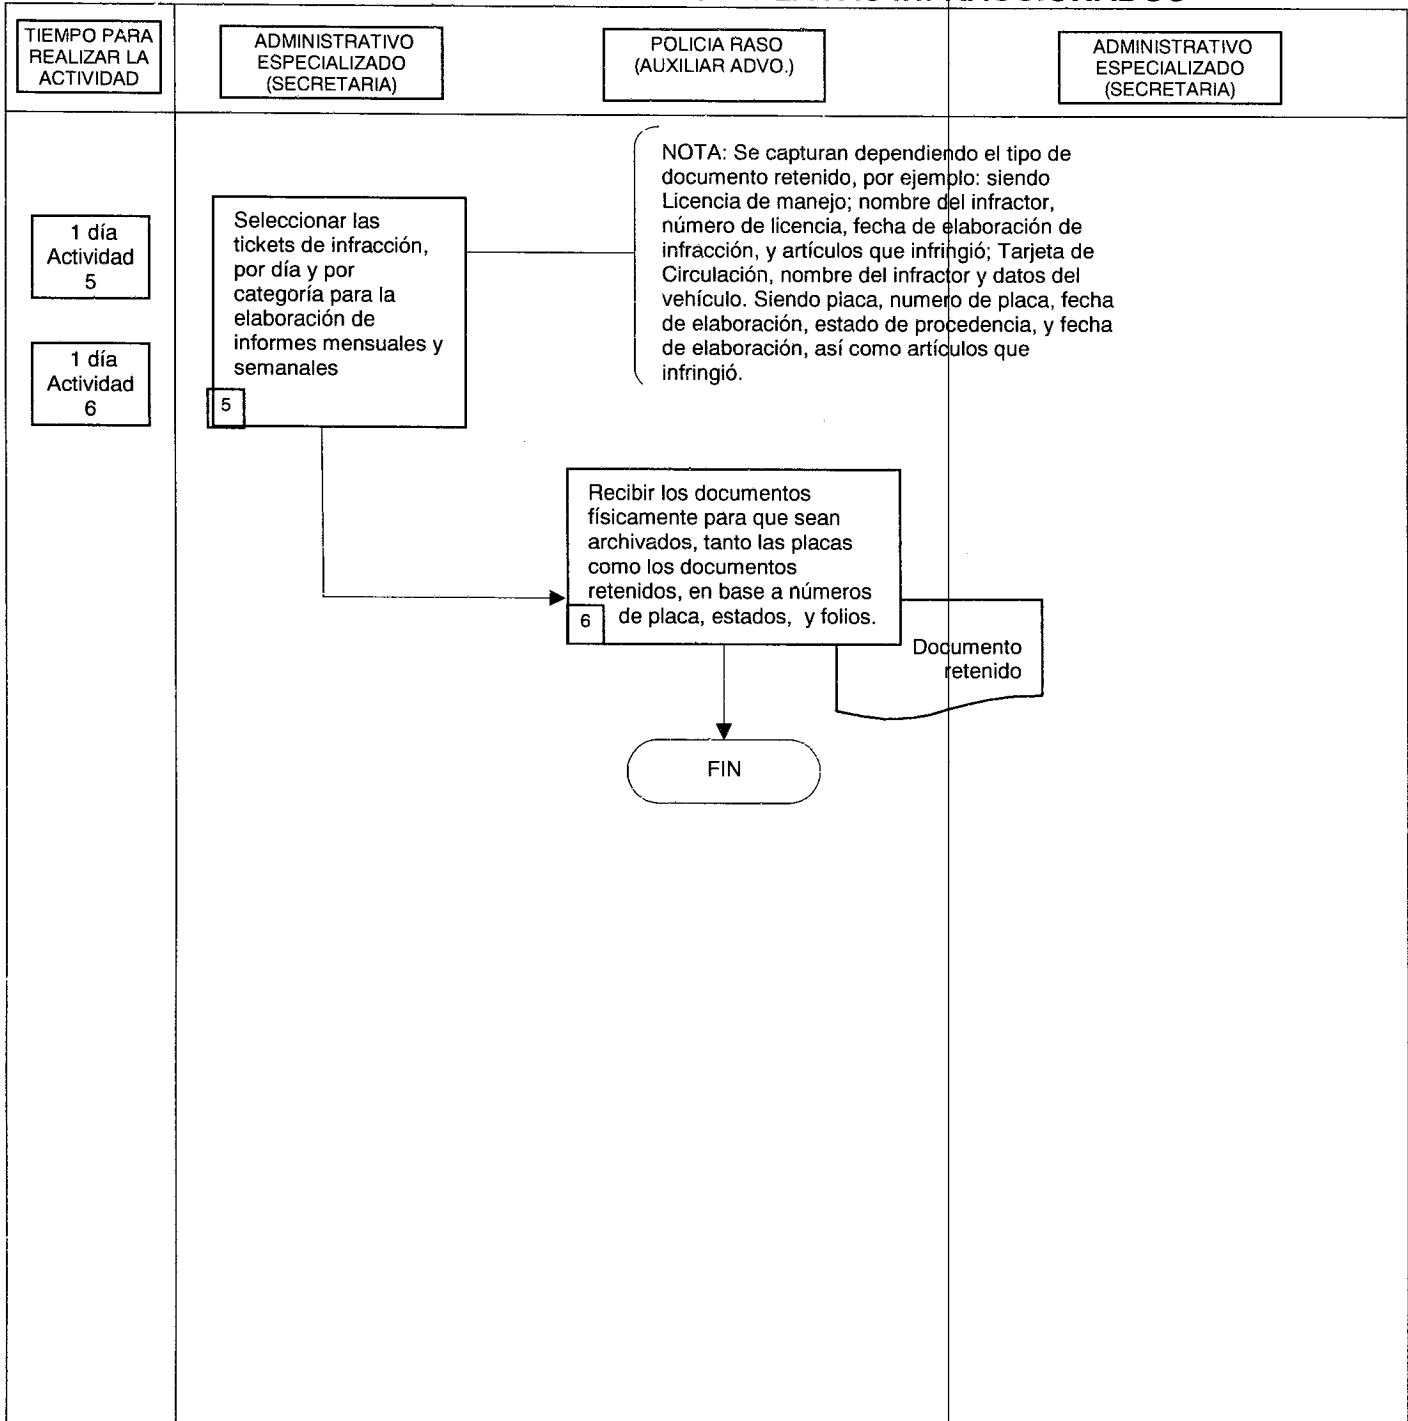 TIEMPO PARA
REALIZAR LA
ACTIVIDAD
ADMINISTRATIVO
ESPECIALIZADO
(SECRETARIA)
POLICIA RASO
(AUXILIAR ADVO.)
ADMINISTRATIVO
ESPECIALIZADO
(SECRETARIA)
1 día
Actividad
5
1 día
Actividad
6
Seleccionar las
tickets de infracción,
por día y por
categoría para la
elaboración de
informes mensuales y
semanales
5
NOTA: Se capturan dependiendo el tipo de
documento retenido, por ejemplo: siendo
Licencia de manejo; nombre del infractor,
número de licencia, fecha de elaboración de
infracción, y artículos que infringió; Tarjeta de
Circulación, nombre del infractor y datos del
vehículo. Siendo placa, numero de placa, fecha
de elaboración, estado de procedencia, y fecha
de elaboración, así como artículos que
infringió.
Recibir los documentos
físicamente para que sean
archivados, tanto las placas
como los documentos
retenidos, en base a números
de placa, estados, y folios.
6
Documento
retenido
FIN